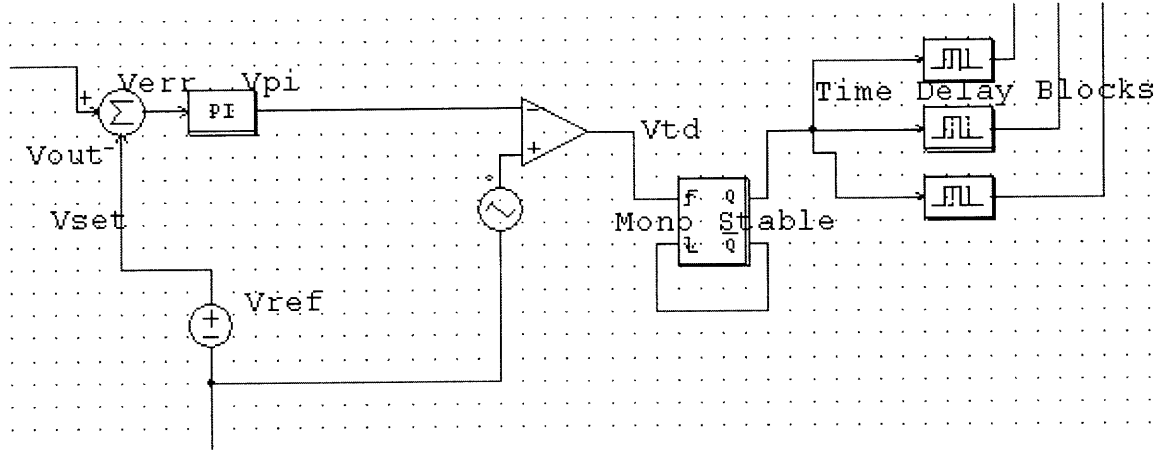 Verr Vpi
+
Σ
PI
Vout
-
Vset
Vref
+
-
-
+
Vtd
Q
Mono Stable
Q
Time Delay Blocks